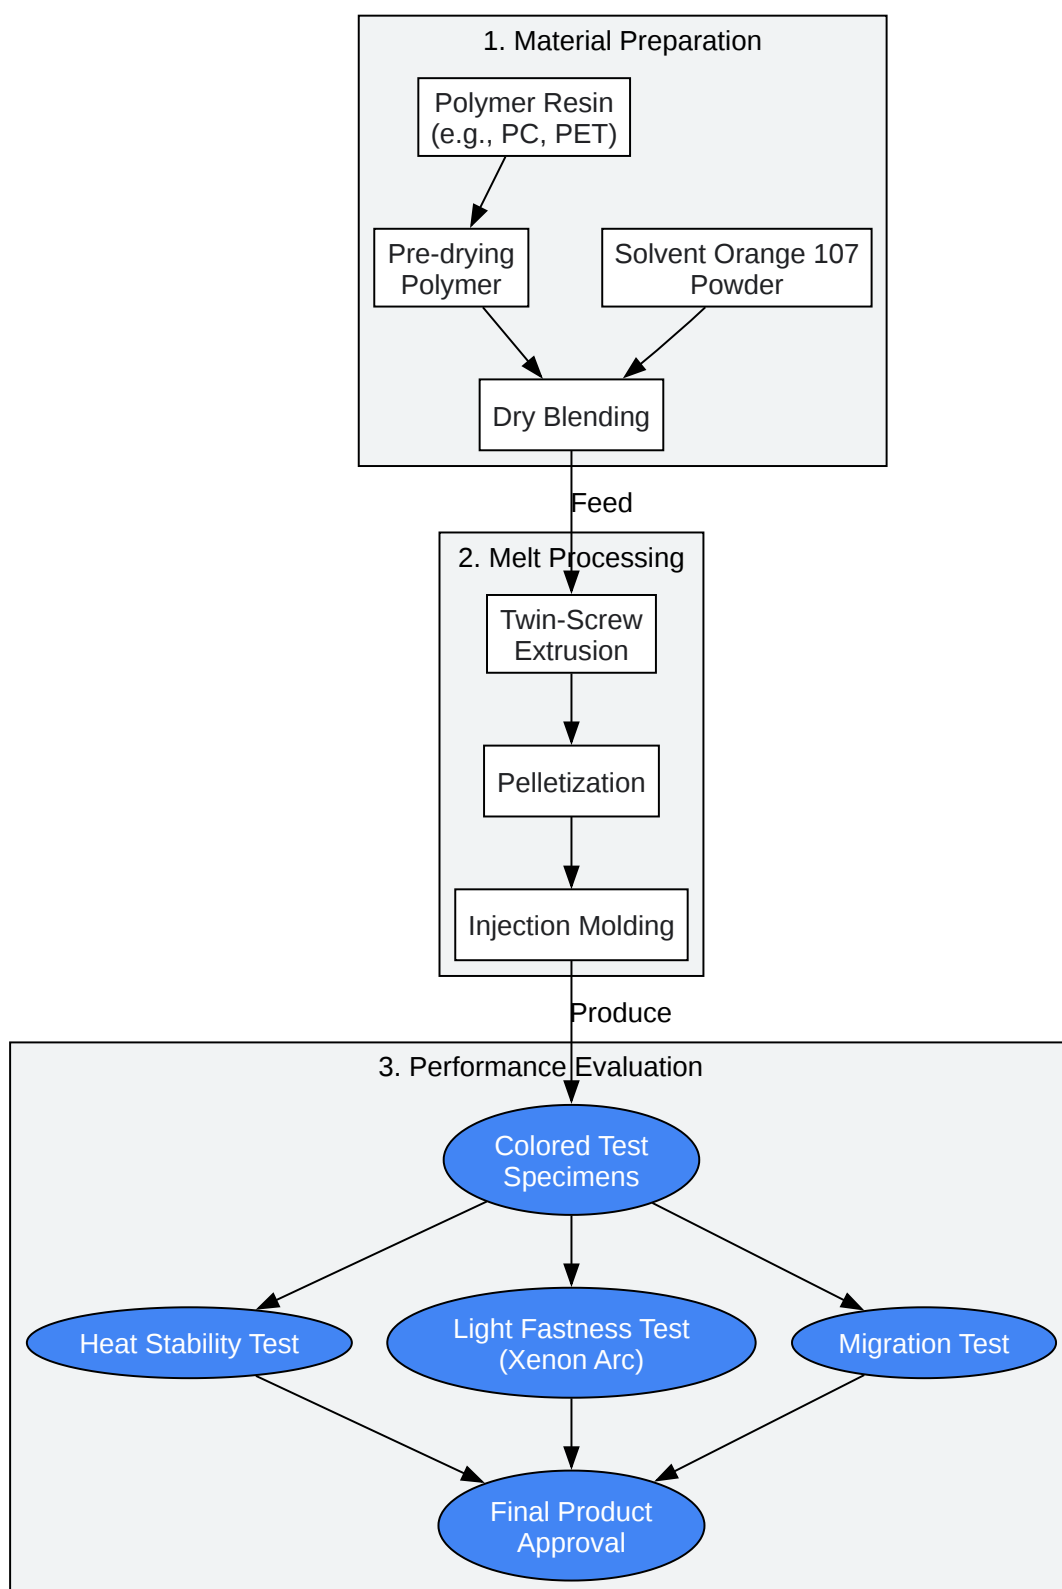 1. Material Preparation
Polymer Resin
(e.g., PC, PET)
Pre-drying
Polymer
Solvent Orange 107
Powder
Dry Blending
Feed
2. Melt Processing
Twin-Screw
Extrusion
Pelletization
Injection Molding
Produce
3. Performance Evaluation
Colored Test
Specimens
Heat Stability Test
Light Fastness Test
(Xenon Arc)
Migration Test
Final Product
Approval